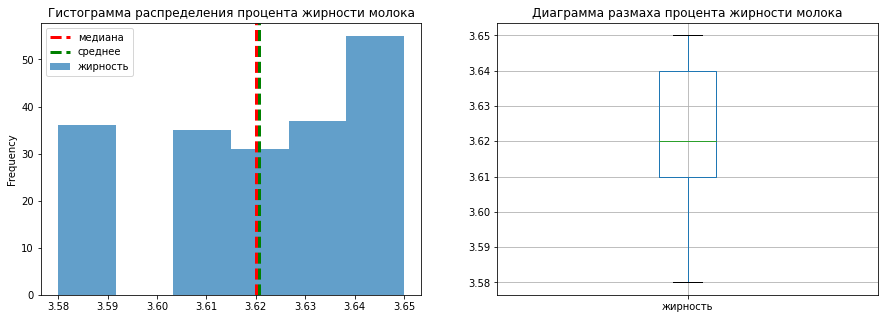 Гистограмма распределения процента жирности молока
медиана
среднее
жирность
Frequency
50
40
30
20
10
0
3.58 3.59 3.60 3.61 3.62 3.63 3.64 3.65
Диаграмма размаха процента жирности молока
3.65
3.64
3.63
3.62
3.61
3.60
3.59
3.58
жирность